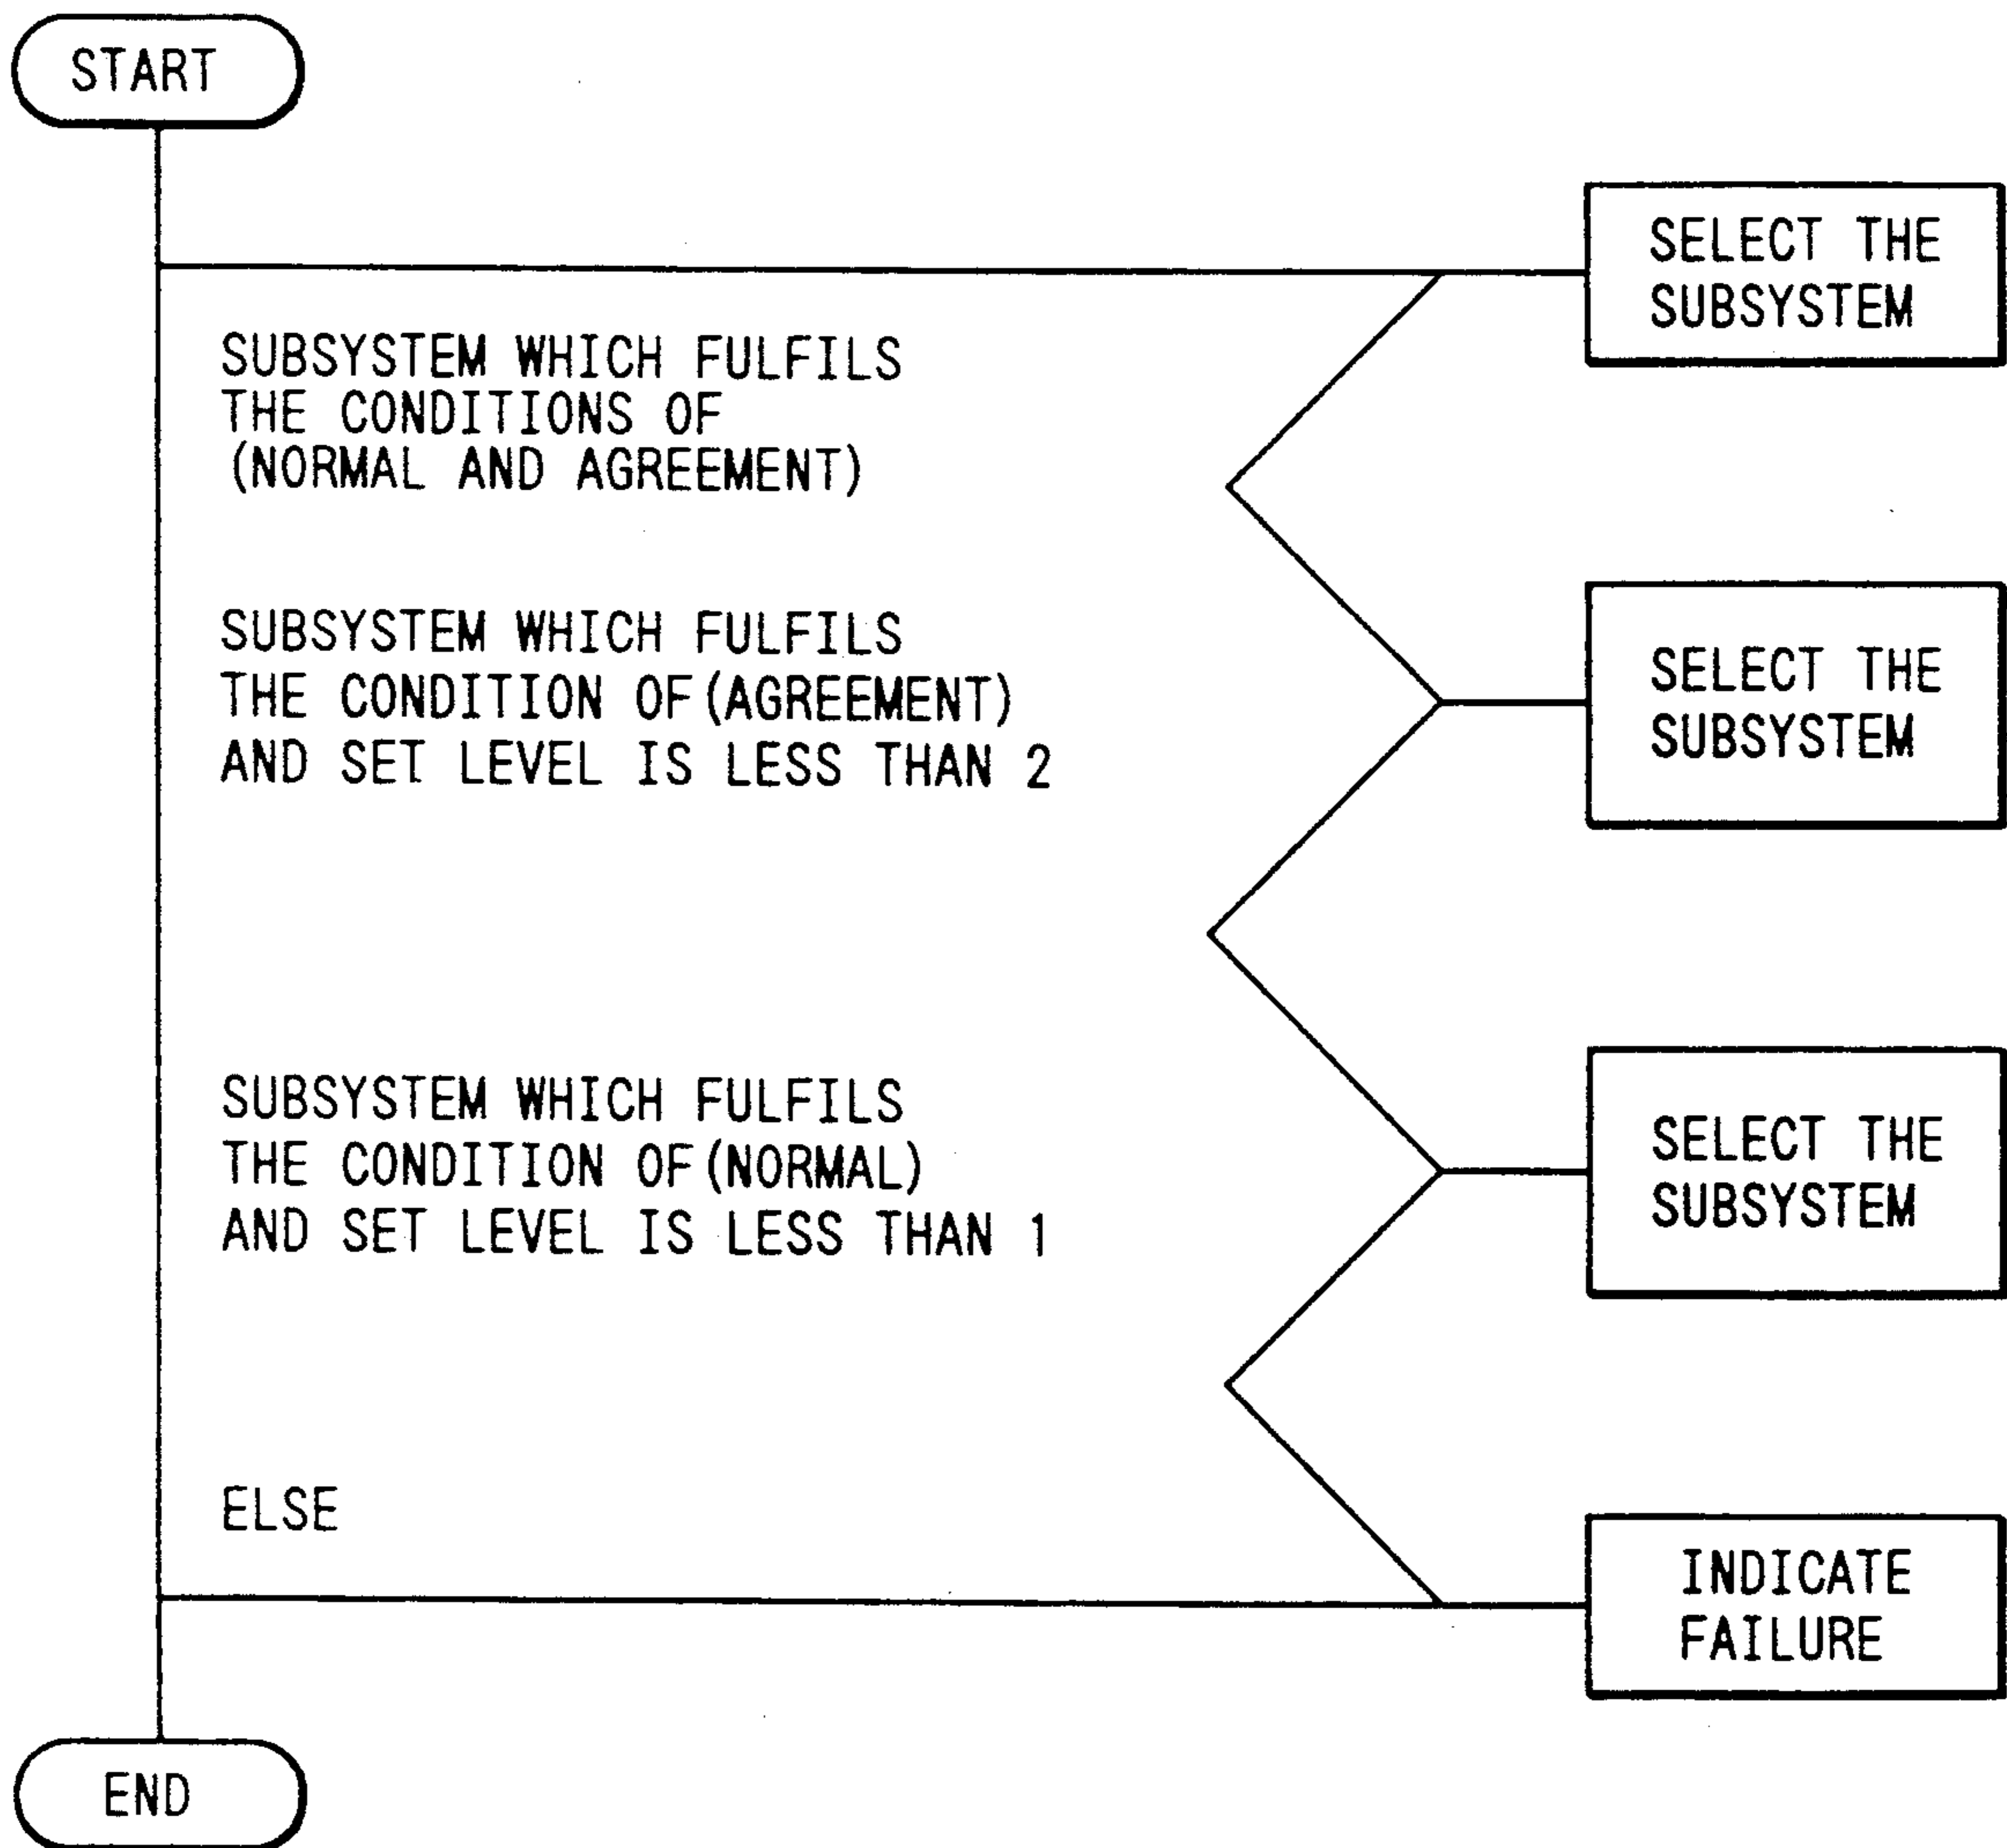 START
SELECT THE
SUBSYSTEM
SUBSYSTEM WHICH FULFILS
THE CONDITIONS OF
(NORMAL AND AGREEMENT)
SUBSYSTEM WHICH FULFILS
THE CONDITION OF (AGREEMENT)
AND SET LEVEL IS LESS THAN 2
SELECT THE
SUBSYSTEM
SUBSYSTEM WHICH FULFILS
THE CONDITION OF (NORMAL)
AND SET LEVEL IS LESS THAN 1
SELECT THE
SUBSYSTEM
ELSE
INDICATE
FAILURE
END